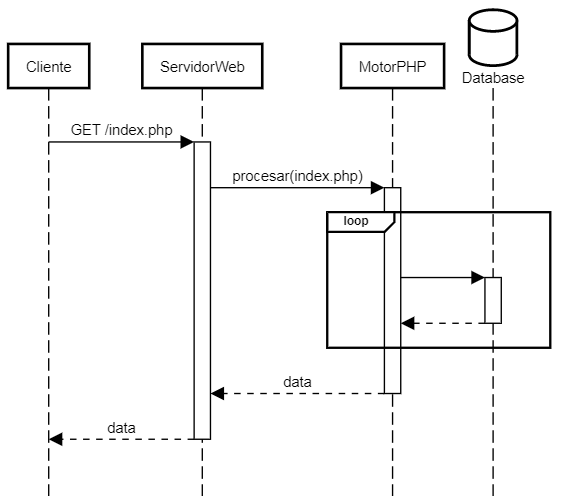 Cliente
ServidorWeb
MotorPHP
Database
GET /index.php
procesar(index.php)
loop
data
data